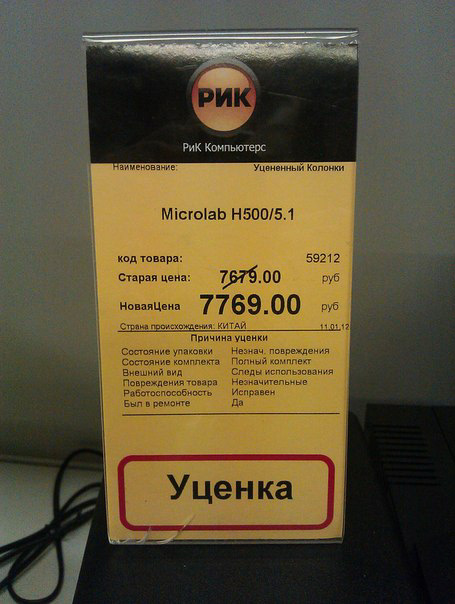 РИК
РиК Компьютерс
Наименование: Уцененный Колонки
Microlab H500/5.1
код товара: 59212
Старая цена: 7679.00 руб
НоваяЦена 7769.00 руб
Страна происхождения: КИТАЙ 11.01.12
Причина уценки
Состояние упаковки Незнач. повреждения
Состояние комплекта Полный комплект
Внешний вид Следы использования
Повреждения товара Незначительные
Работоспособность Исправен
Был в ремонте Да
Уценка